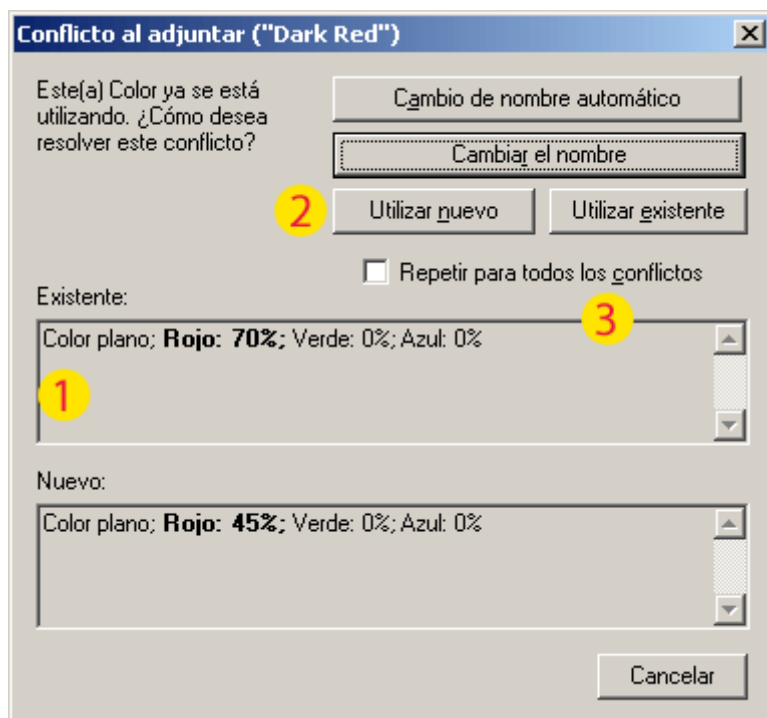 Conflicto al adjuntar ("Dark Red")
Este(a) Color ya se está
utilizando. ¿Cómo desea
resolver este conflicto?
Cambio de nombre automático
Cambiar el nombre
2
Utilizar nuevo
Utilizar existente
Repetir para todos los conflictos
3
Existente:
Color plano; Rojo: 70%; Verde: 0%; Azul: 0%
1
Nuevo:
Color plano; Rojo: 45%; Verde: 0%; Azul: 0%
Cancelar